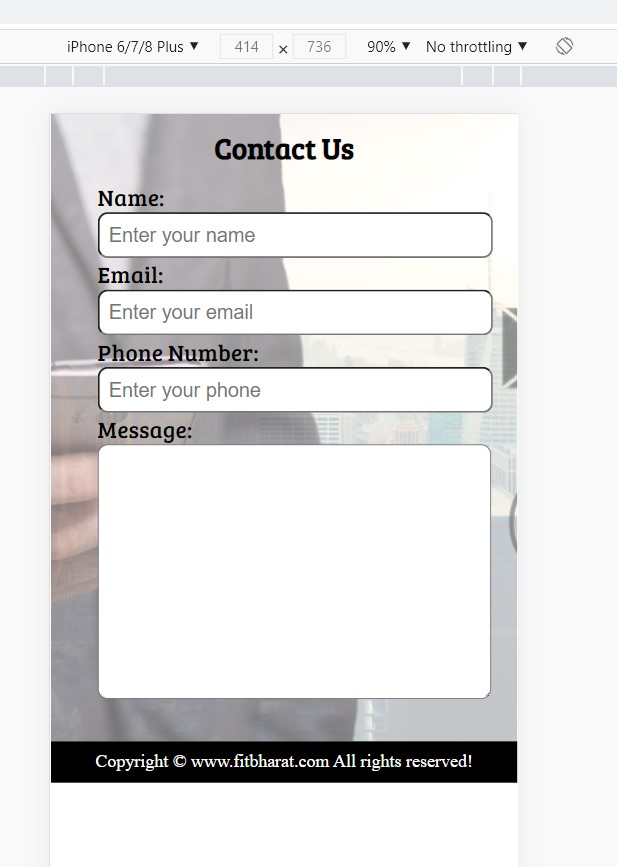 iPhone 6/7/8 Plus ▼ 414 × 736 90% ▼ No throttling ▼
Contact Us
Name:
Enter your name
Email:
Enter your email
Phone Number:
Enter your phone
Message:
Copyright © www.fitbharat.com All rights reserved!